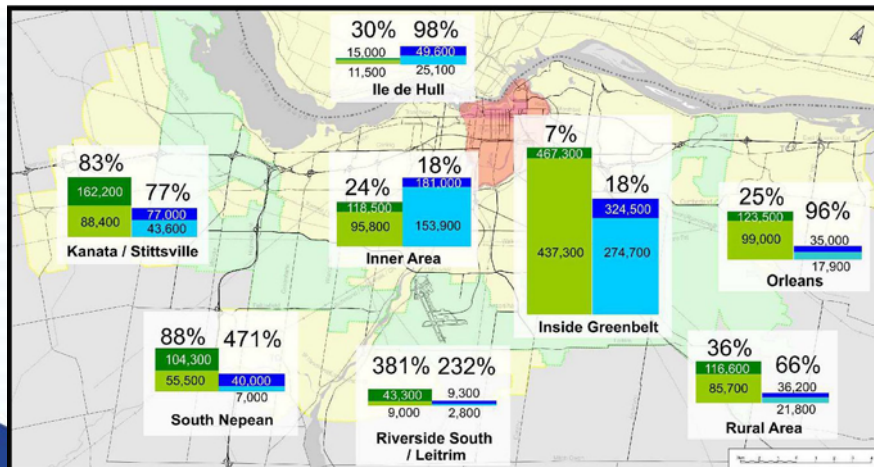 30% 98%
15,000 49,600
11,500 25,100
Ile de Hull
83% 77%
162,200 77,000
88,400 43,600
Kanata / Stittsville
24% 18%
118,500 181,000
95,800 153,900
Inner Area
7% 18%
467,300 324,500
437,300 274,700
Inside Greenbelt
25% 96%
123,500 35,000
99,000 17,900
Orleans
88% 471%
104,300 40,000
55,500 7,000
South Nepean
381% 232%
43,300 9,300
9,000 2,800
Riverside South
/ Leitrim
36% 66%
116,600 36,200
85,700 21,800
Rural Area